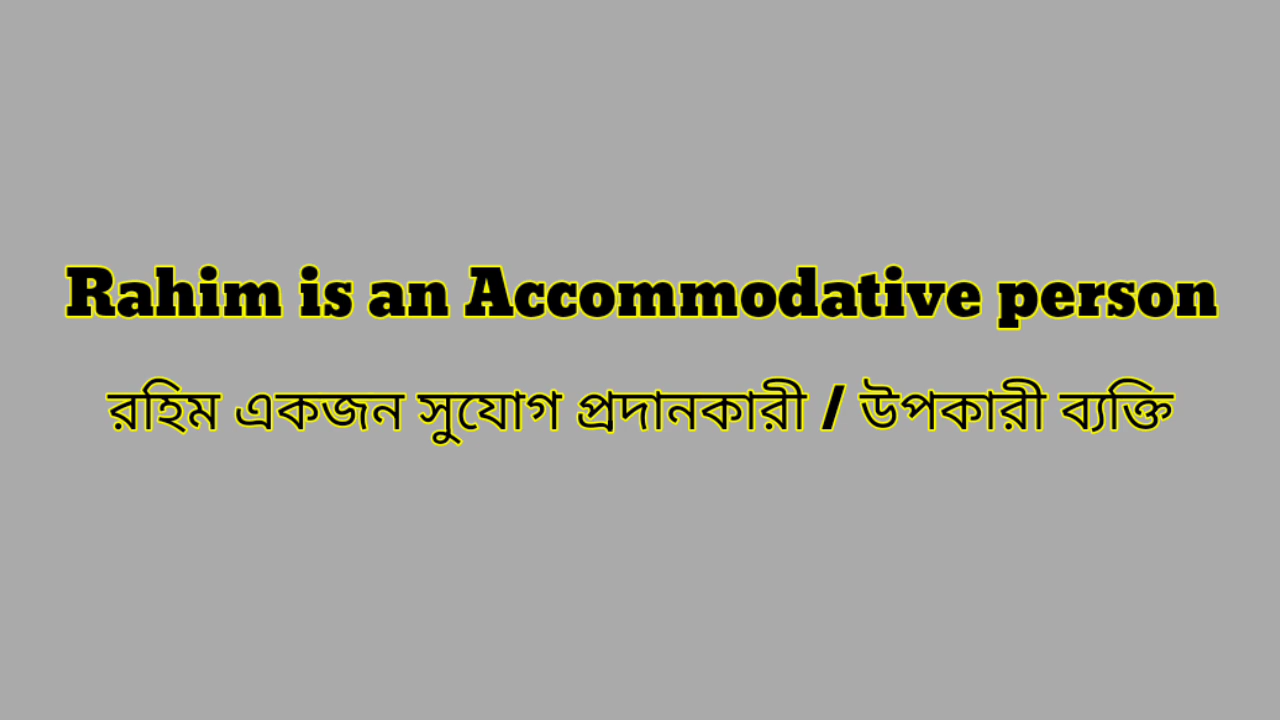 Rahim is an Accommodative person
রহিম একজন সুযোগ প্রদানকারী / উপকারী ব্যক্তি